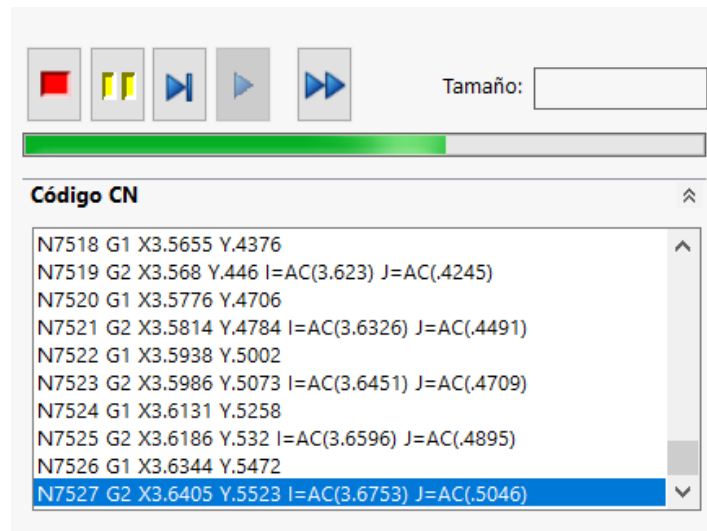 Tamaño:
Código CN
N7518 G1 X3.5655 Y.4376
N7519 G2 X3.568 Y.446 I=AC(3.623) J=AC(.4245)
N7520 G1 X3.5776 Y.4706
N7521 G2 X3.5814 Y.4784 I=AC(3.6326) J=AC(.4491)
N7522 G1 X3.5938 Y.5002
N7523 G2 X3.5986 Y.5073 I=AC(3.6451) J=AC(.4709)
N7524 G1 X3.6131 Y.5258
N7525 G2 X3.6186 Y.532 I=AC(3.6596) J=AC(.4895)
N7526 G1 X3.6344 Y.5472
N7527 G2 X3.6405 Y.5523 I=AC(3.6753) J=AC(.5046)